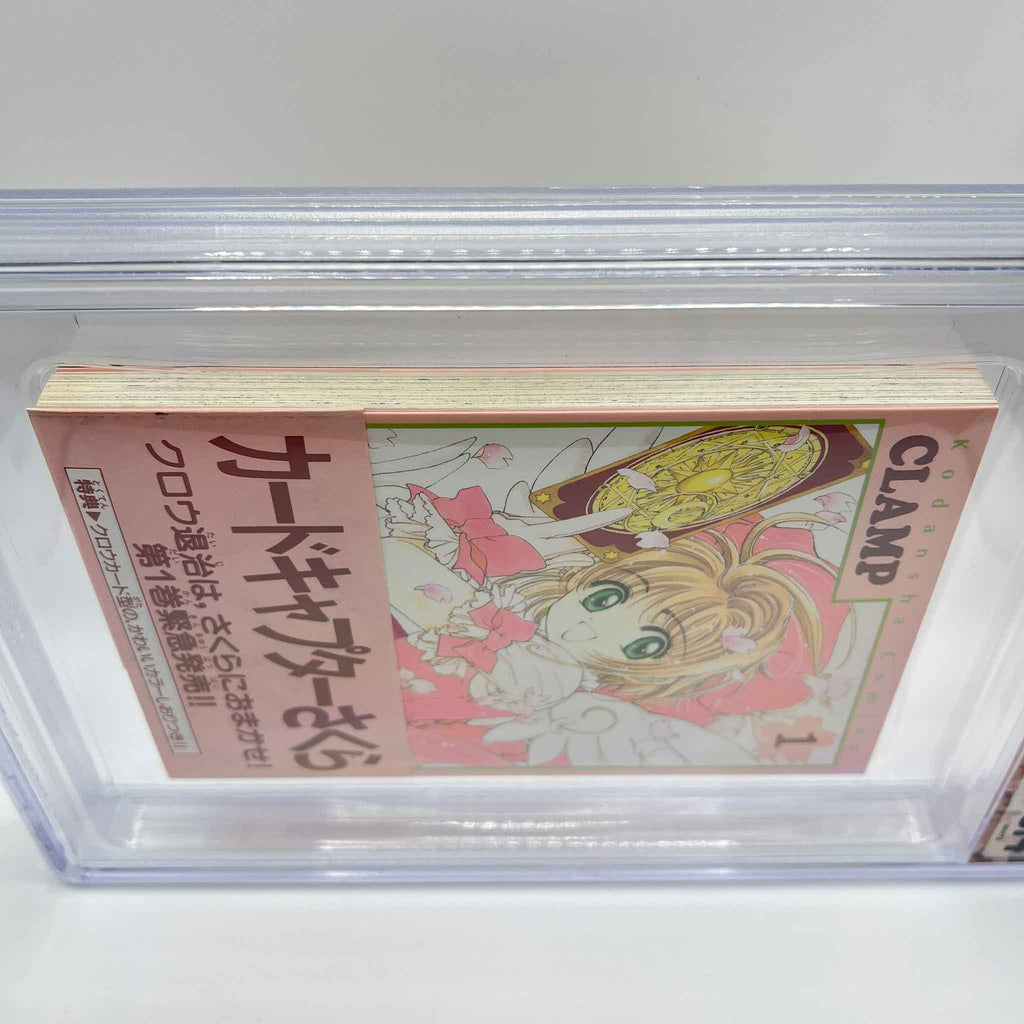 Kodansha Comics
CLAMP
1
カードキャプターさくら
クロウ退治は、さくらにおまかせ!
第1巻緊急発売!!
特典▶クロウカード型の、かわいいカラーしおりつき!!